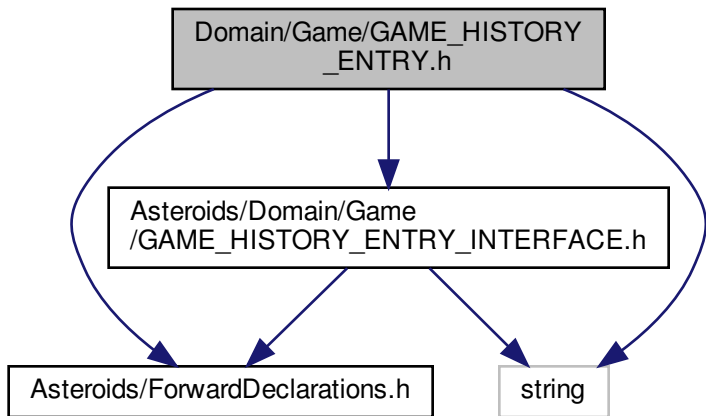 Domain/Game/GAME_HISTORY
_ENTRY.h
Asteroids/Domain/Game
/GAME_HISTORY_ENTRY_INTERFACE.h
Asteroids/ForwardDeclarations.h
string